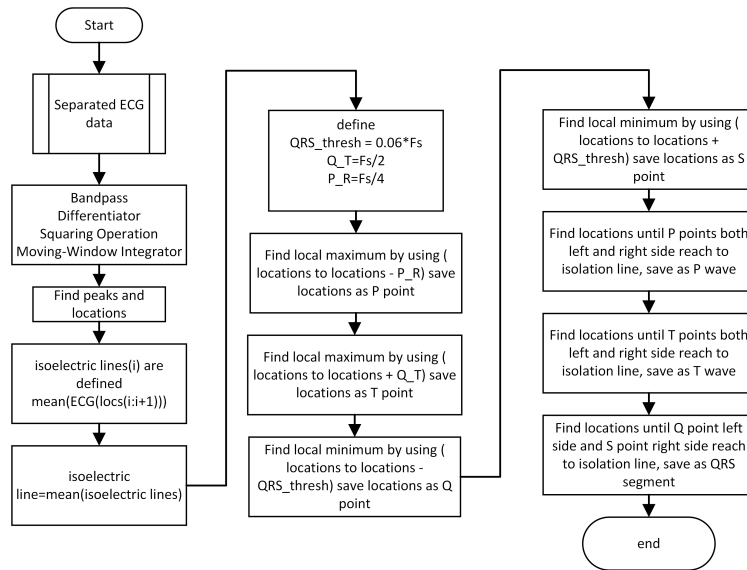 Start
Separated ECG
data
Bandpass
Differentiator
Squaring Operation
Moving-Window Integrator
Find peaks and
locations
isoelectric lines(i) are
defined
mean(ECG(locs(i:i+1)))
isoelectric
line=mean(isoelectric lines)
define
QRS_thresh = 0.06*Fs
Q_T=Fs/2
P_R=Fs/4
Find local maximum by using (
locations to locations - P_R) save
locations as P point
Find local maximum by using (
locations to locations + Q_T) save
locations as T point
Find local minimum by using (
locations to locations -
QRS_thresh) save locations as Q
point
Find local minimum by using (
locations to locations +
QRS_thresh) save locations as S
point
Find locations until P points both
left and right side reach to
isolation line, save as P wave
Find locations until T points both
left and right side reach to
isolation line, save as T wave
Find locations until Q point left
side and S point right side reach
to isolation line, save as QRS
segment
end